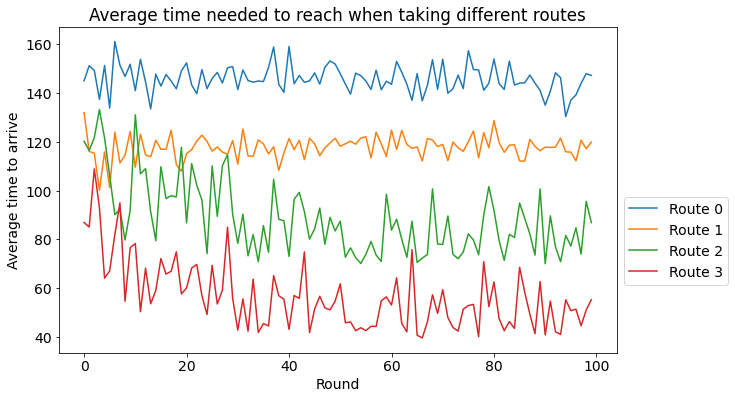 Average time needed to reach when taking different routes
Average time to arrive
160
140
120
100
80
60
40
0
20
40
60
80
100
Round
Route 0
Route 1
Route 2
Route 3